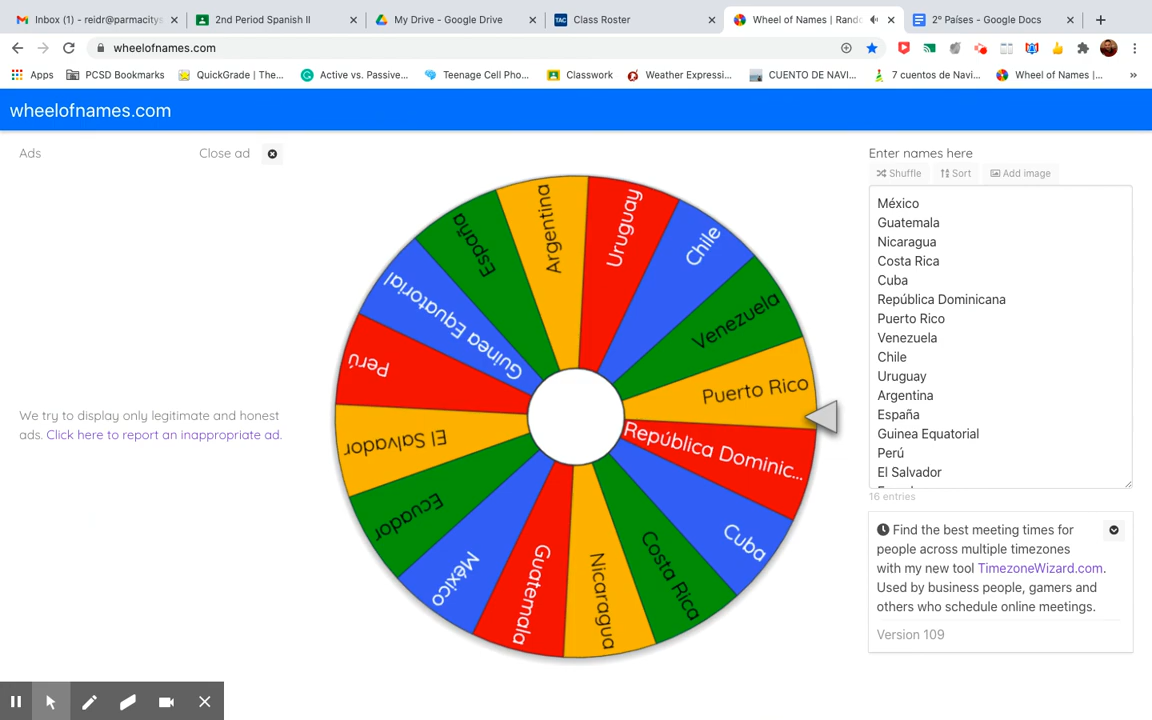 Inbox (1) - reidr@parmacitys
2nd Period Spanish II
My Drive - Google Drive
Class Roster
Wheel of Names | Rand
2º Países - Google Docs
wheelofnames.com
Apps
PCSD Bookmarks
QuickGrade | The...
Active vs. Passive...
Teenage Cell Pho...
Classwork
Weather Expressi...
CUENTO DE NAVI...
7 cuentos de Navi...
Wheel of Names |...
»
wheelofnames.com
Ads
Close ad
We try to display only legitimate and honest
ads. Click here to report an inappropriate ad.
Argentina
Uruguay
Chile
Venezuela
Puerto Rico
República Dominic...
Cuba
Costa Rica
Nicaragua
Guatemala
México
Ecuador
El Salvador
Perú
Guinea Equatorial
España
Enter names here
Shuffle
Sort
Add image
México
Guatemala
Nicaragua
Costa Rica
Cuba
República Dominicana
Puerto Rico
Venezuela
Chile
Uruguay
Argentina
España
Guinea Equatorial
Perú
El Salvador
16 entries
Find the best meeting times for
people across multiple timezones
with my new tool TimezoneWizard.com.
Used by business people, gamers and
others who schedule online meetings.
Version 109